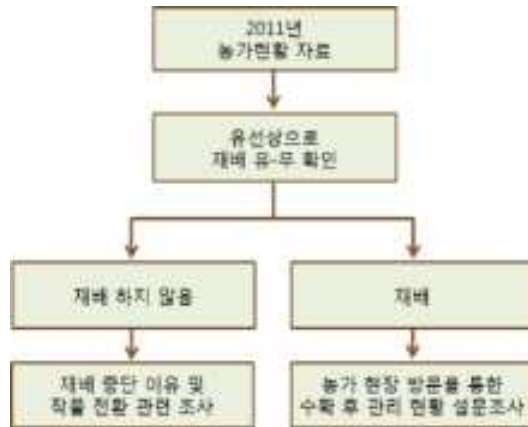 2011년
농가현황 자료
유선상으로
재배 유-무 확인
재배 하지 않음
재배
재배 중단 이유 및
작물 전환 관련 조사
농가 현장 방문을 통한
수확 후 관리 현황 설문조사